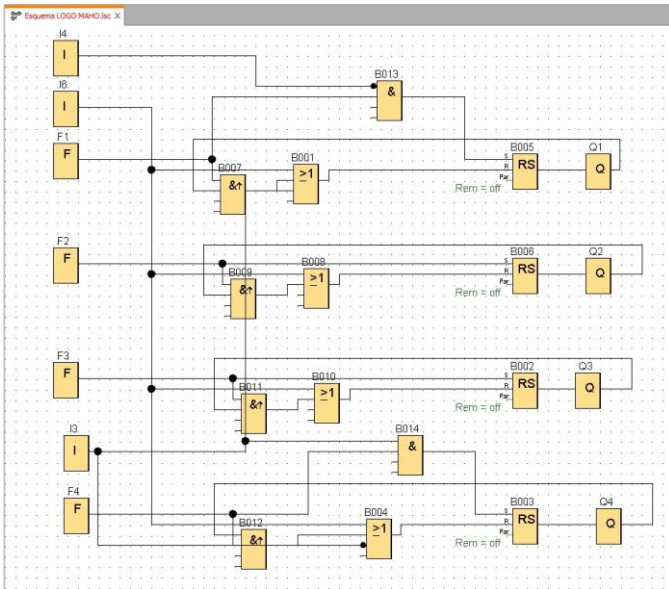 Esquema LOGO MAHO.lsc X
I4
I
B013
&
I6
I
F1
F
B007
&↑
B001
≥1
B005
S
R
Par
RS
Rem = off
Q1
Q
F2
F
B009
&↑
B008
≥1
B006
S
R
Par
RS
Rem = off
Q2
Q
F3
F
B011
&↑
B010
≥1
B002
S
R
Par
RS
Rem = off
Q3
Q
I3
I
B014
&
F4
F
B012
&↑
B004
≥1
B003
S
R
Par
RS
Rem = off
Q4
Q